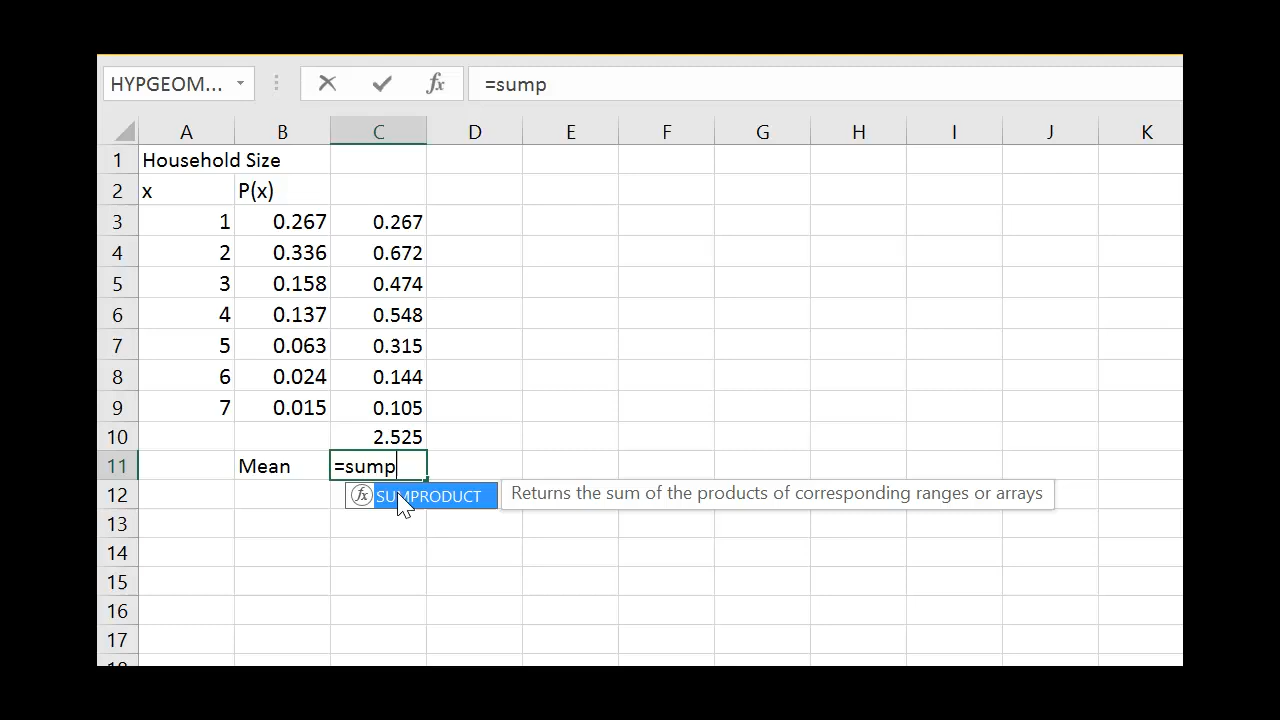 HYPGEOM... fx =sump
A B C D E F G H I J K
1 Household Size
2 x P(x)
3 1 0.267 0.267
4 2 0.336 0.672
5 3 0.158 0.474
6 4 0.137 0.548
7 5 0.063 0.315
8 6 0.024 0.144
9 7 0.015 0.105
10 2.525
11 Mean =sump
12 fx SUMPRODUCT Returns the sum of the products of corresponding ranges or arrays
13
14
15
16
17
18